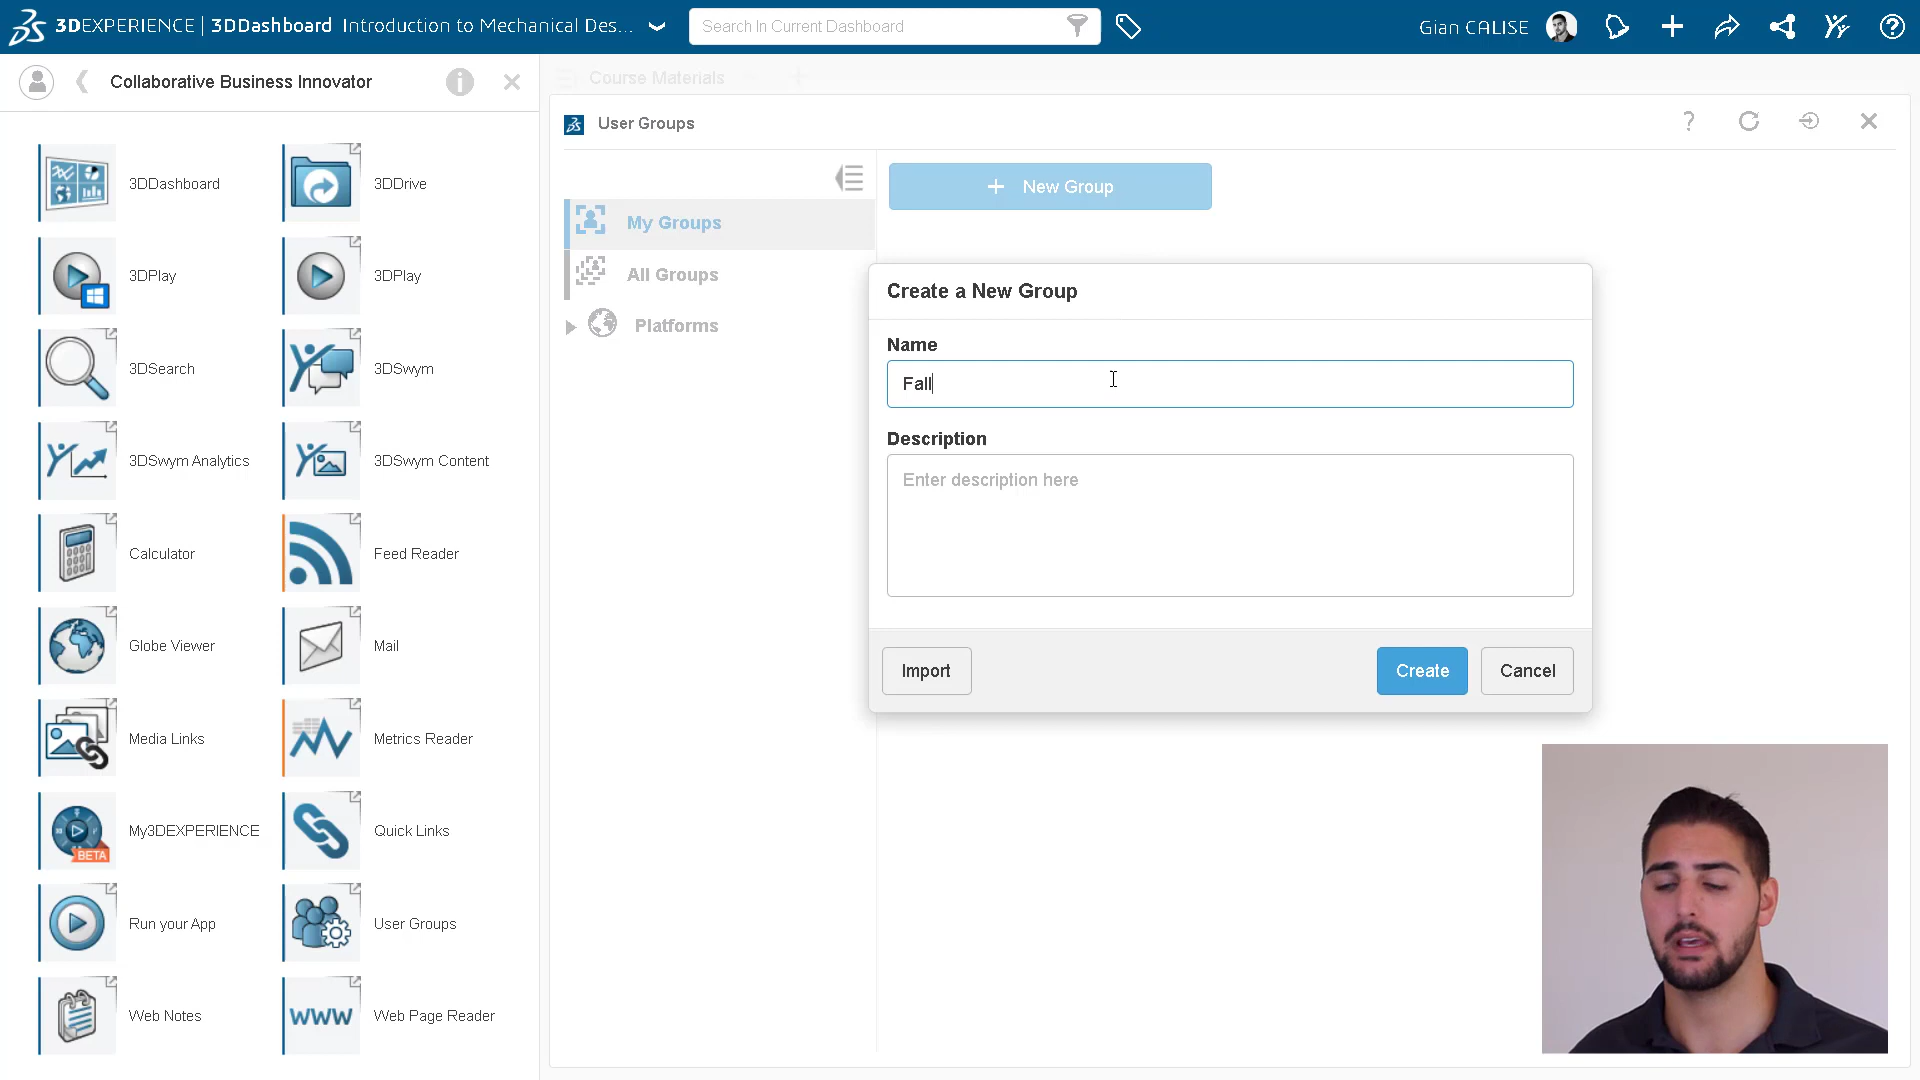 3DEXPERIENCE | 3DDashboard Introduction to Mechanical Des...
Search In Current Dashboard
Gian CALISE
Collaborative Business Innovator
Course Materials
3DDashboard
3DDrive
3DPlay
3DPlay
3DSearch
3DSwym
3DSwym Analytics
3DSwym Content
Calculator
Feed Reader
Globe Viewer
Mail
Media Links
Metrics Reader
BETA
My3DEXPERIENCE
Quick Links
Run your App
User Groups
Web Notes
www
Web Page Reader
User Groups
My Groups
All Groups
Platforms
+ New Group
Create a New Group
Name
Fall
Description
Enter description here
Import
Create
Cancel